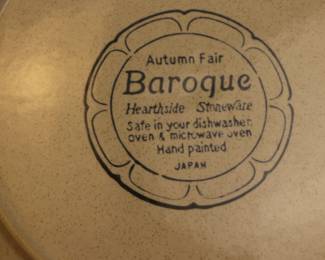 Autumn Fair
Baroque
Hearthside Stoneware
Safe in your dishwasher,
oven & microwave oven
Hand painted
JAPAN